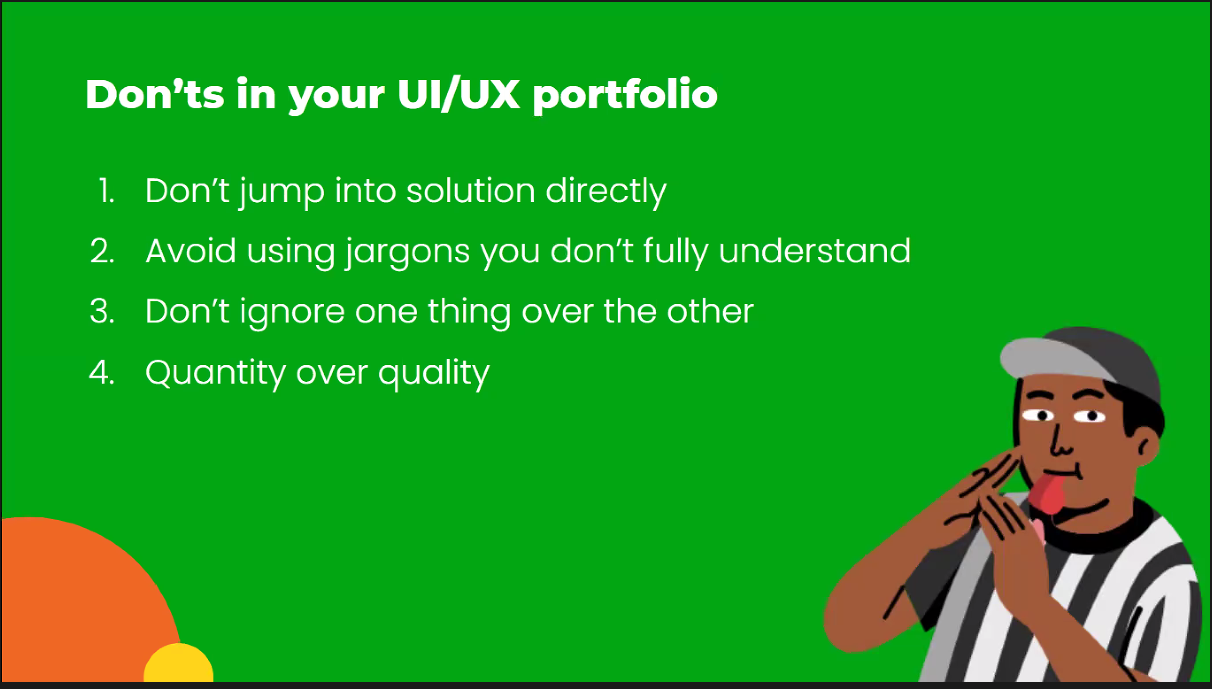 Don’ts in your UI/UX portfolio
1. Don’t jump into solution directly
2. Avoid using jargons you don’t fully understand
3. Don’t ignore one thing over the other
4. Quantity over quality